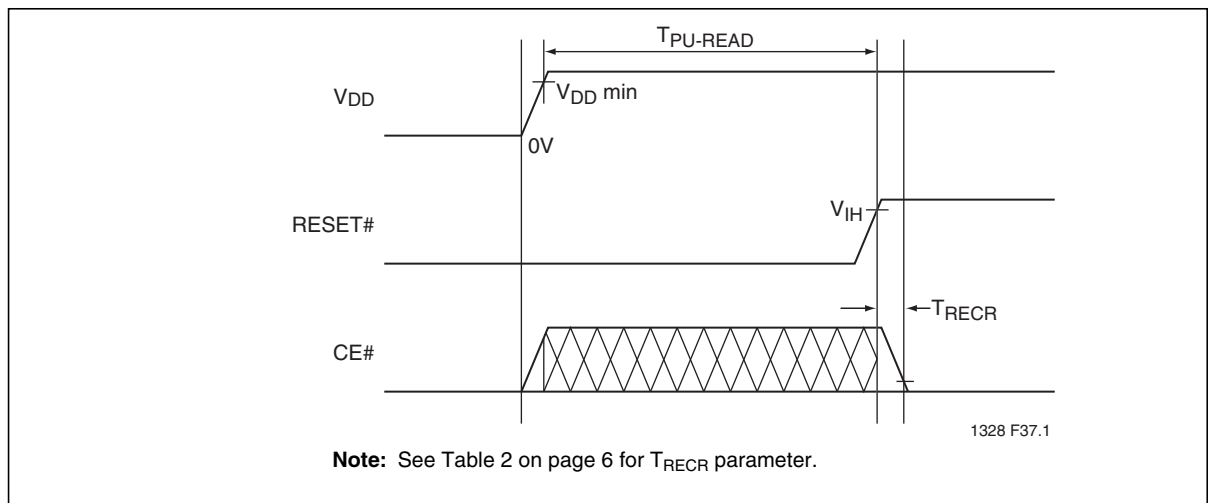 TPU-READ
VDD
VDD min
0V
RESET#
VIH
TRECR
CE#
1328 F37.1
Note: See Table 2 on page 6 for TRECR parameter.